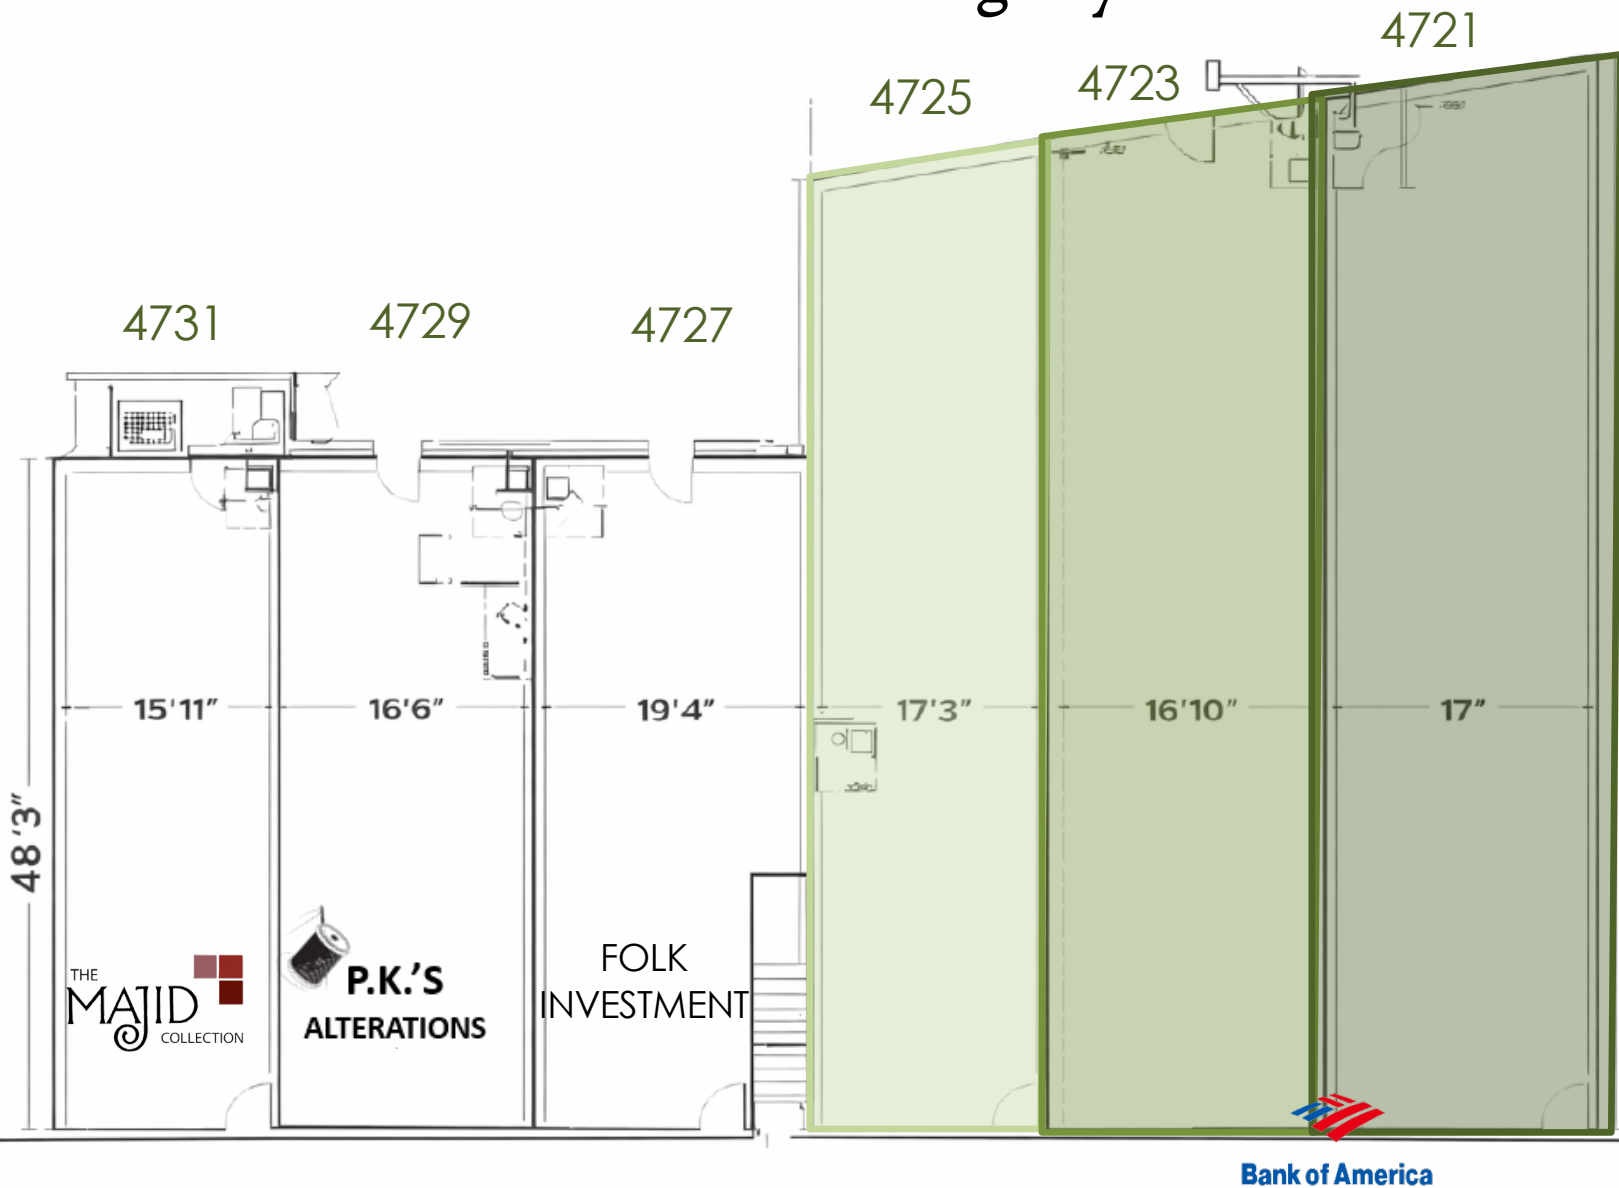 4721
4723
4725
4731
4729
4727
15'11”
16'6”
19'4”
17'3”
16'10”
17”
48'3”
THE
MAJID
COLLECTION
P.K.’S
ALTERATIONS
FOLK
INVESTMENT
Bank of America